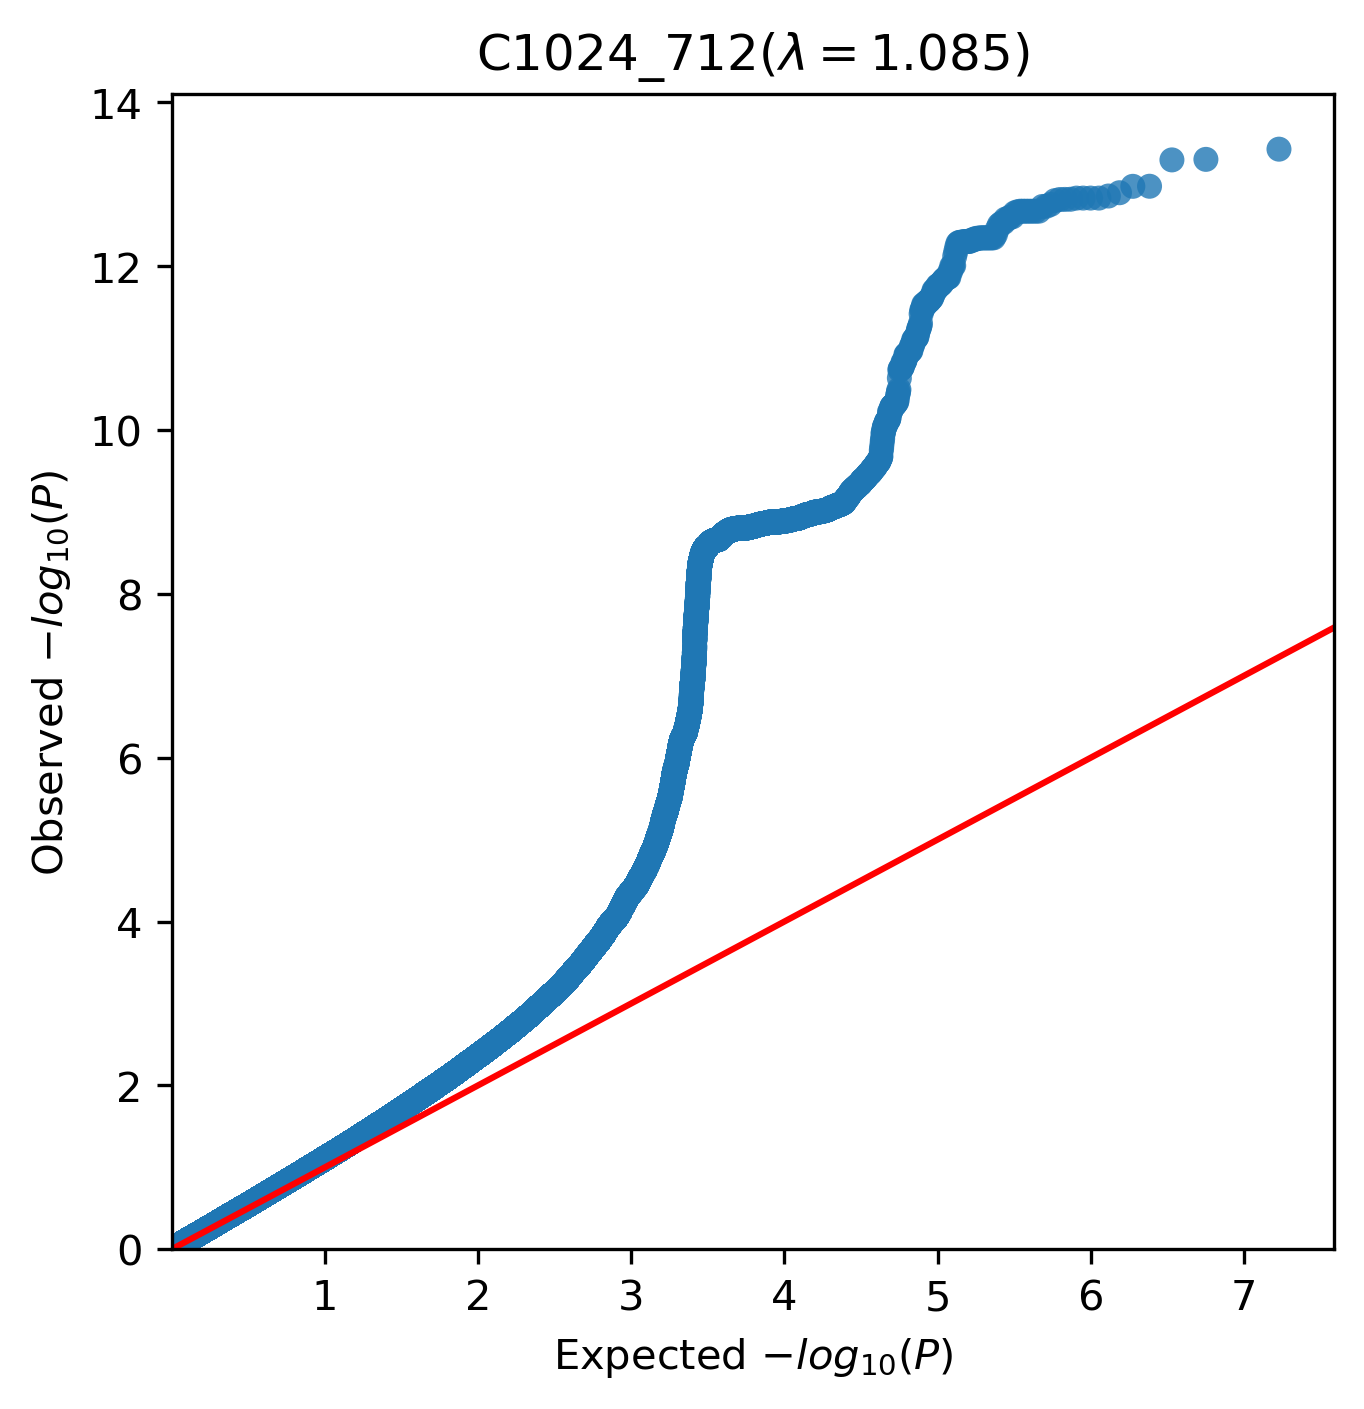 C1024_712(λ = 1.085)
14
12
10
8
6
4
2
0
Observed −log₁₀(P)
1 2 3 4 5 6 7
Expected −log₁₀(P)